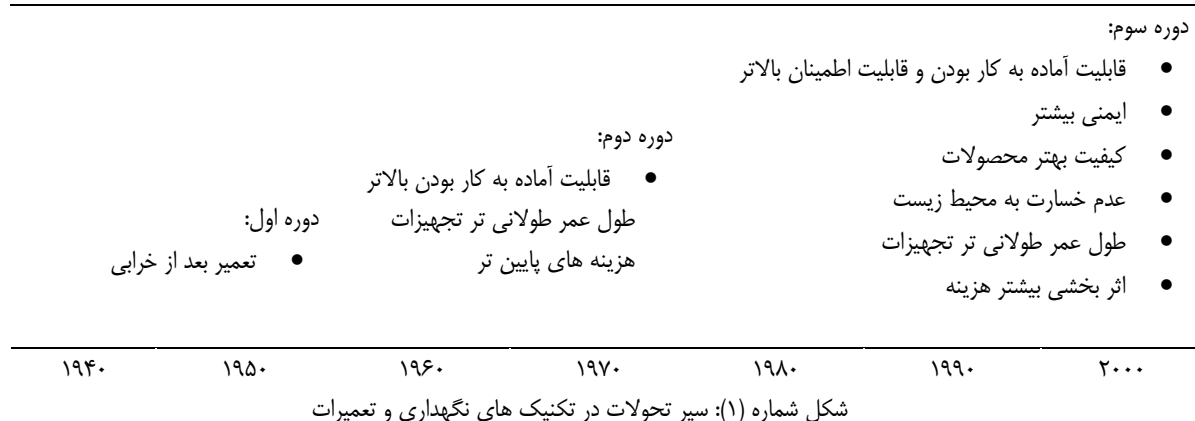 دوره سوم:
● قابلیت آماده به کار بودن و قابلیت اطمینان بالاتر
● ایمنی بیشتر
● کیفیت بهتر محصولات
● عدم خسارت به محیط زیست
● طول عمر طولانی تر تجهیزات
● اثر بخشی بیشتر هزینه
دوره دوم:
● قابلیت آماده به کار بودن بالاتر
طول عمر طولانی تر تجهیزات
هزینه های پایین تر
دوره اول:
● تعمیر بعد از خرابی
۱۹۴۰ ۱۹۵۰ ۱۹۶۰ ۱۹۷۰ ۱۹۸۰ ۱۹۹۰ ۲۰۰۰
شکل شماره (۱): سیر تحولات در تکنیک های نگهداری و تعمیرات